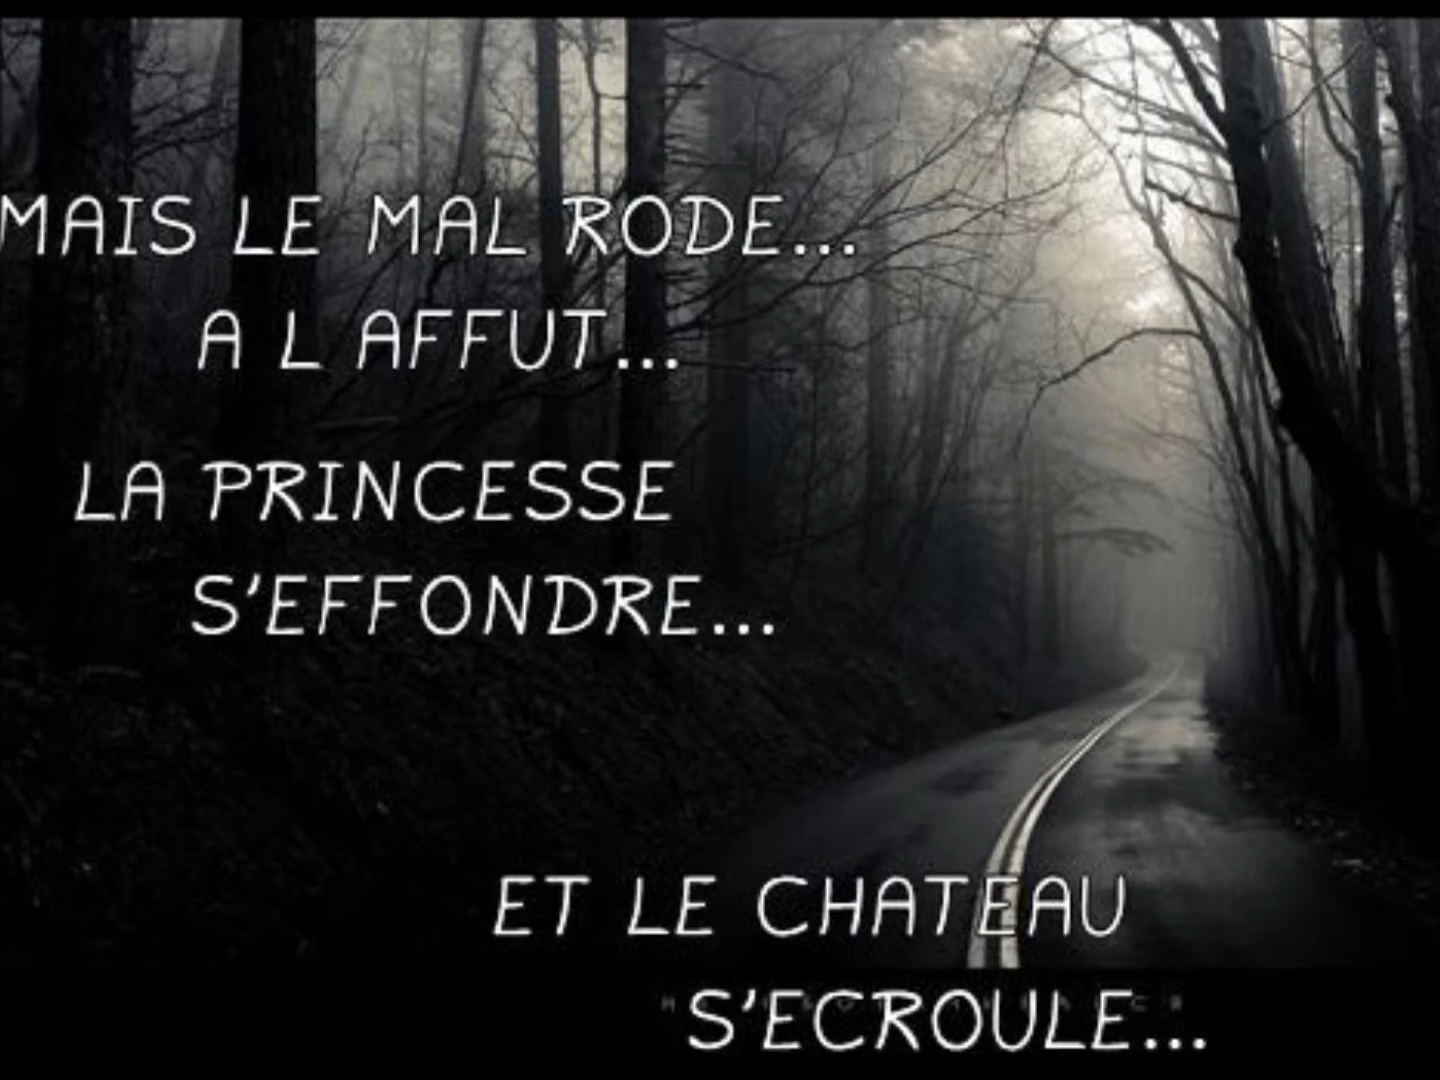 MAIS LE MAL RODE...
A L AFFUT...
LA PRINCESSE
S'EFFONDRE...
ET LE CHATEAU
S'ECROULE...